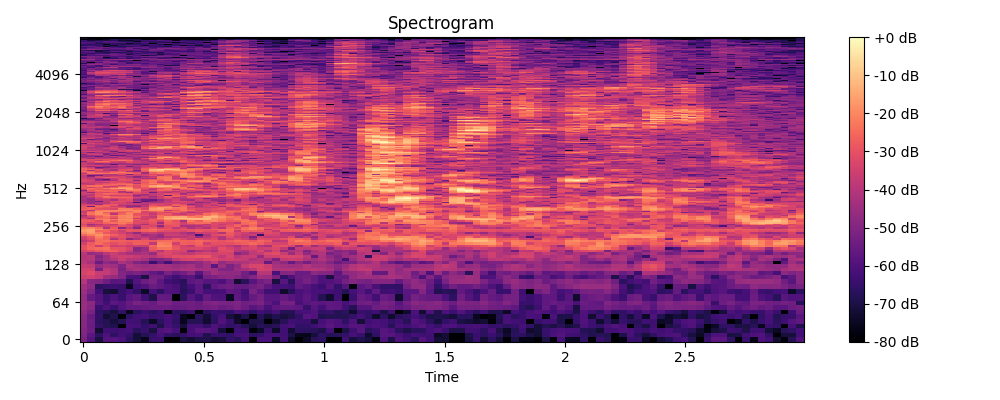 Spectrogram
Hz
4096
2048
1024
512
256
128
64
0
0
0.5
1
1.5
2
2.5
Time
+0 dB
-10 dB
-20 dB
-30 dB
-40 dB
-50 dB
-60 dB
-70 dB
-80 dB